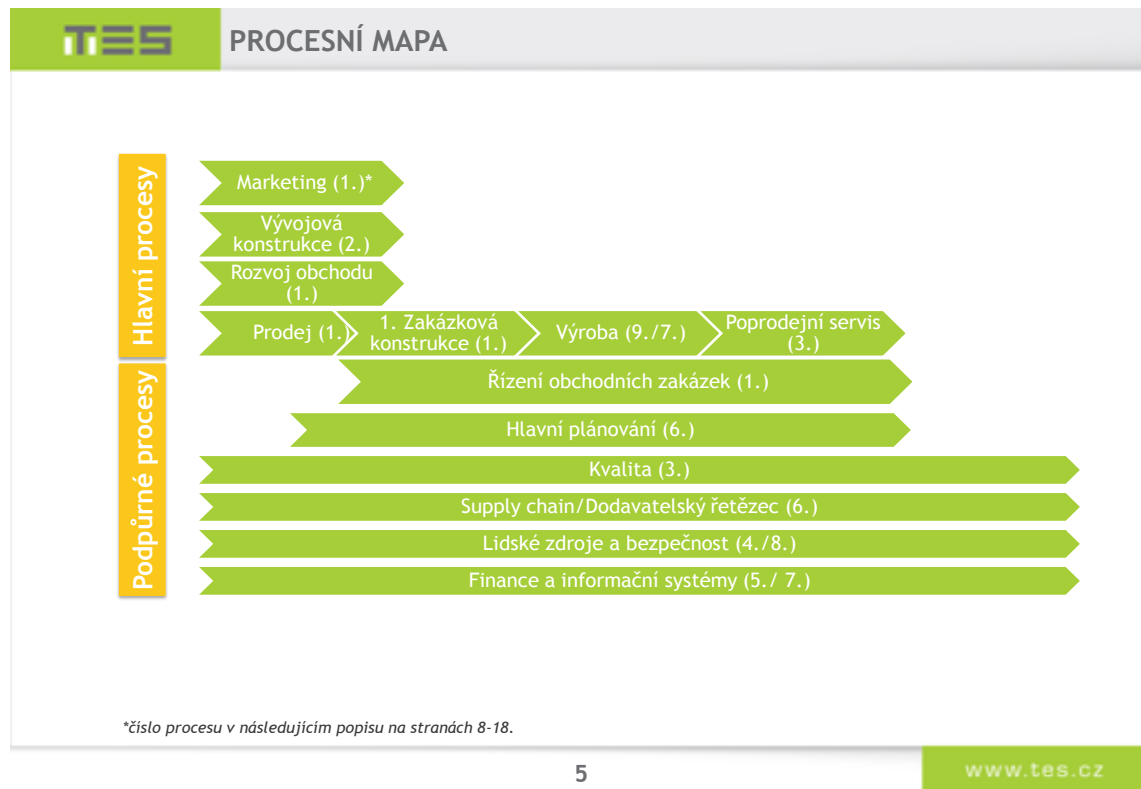 TES
PROCESNÍ MAPA
Hlavní procesy
Marketing (1.)*
Vývojová
konstrukce (2.)
Rozvoj obchodu
(1.)
Prodej (1.)
1. Zakázková
konstrukce (1.)
Výroba (9./7.)
Poprodejní servis
(3.)
Podpůrné procesy
Řízení obchodních zakázek (1.)
Hlavní plánování (6.)
Kvalita (3.)
Supply chain/Dodavatelský řetězec (6.)
Lidské zdroje a bezpečnost (4./8.)
Finance a informační systémy (5./ 7.)
*číslo procesu v následujícím popisu na stranách 8-18.
5
www.tes.cz